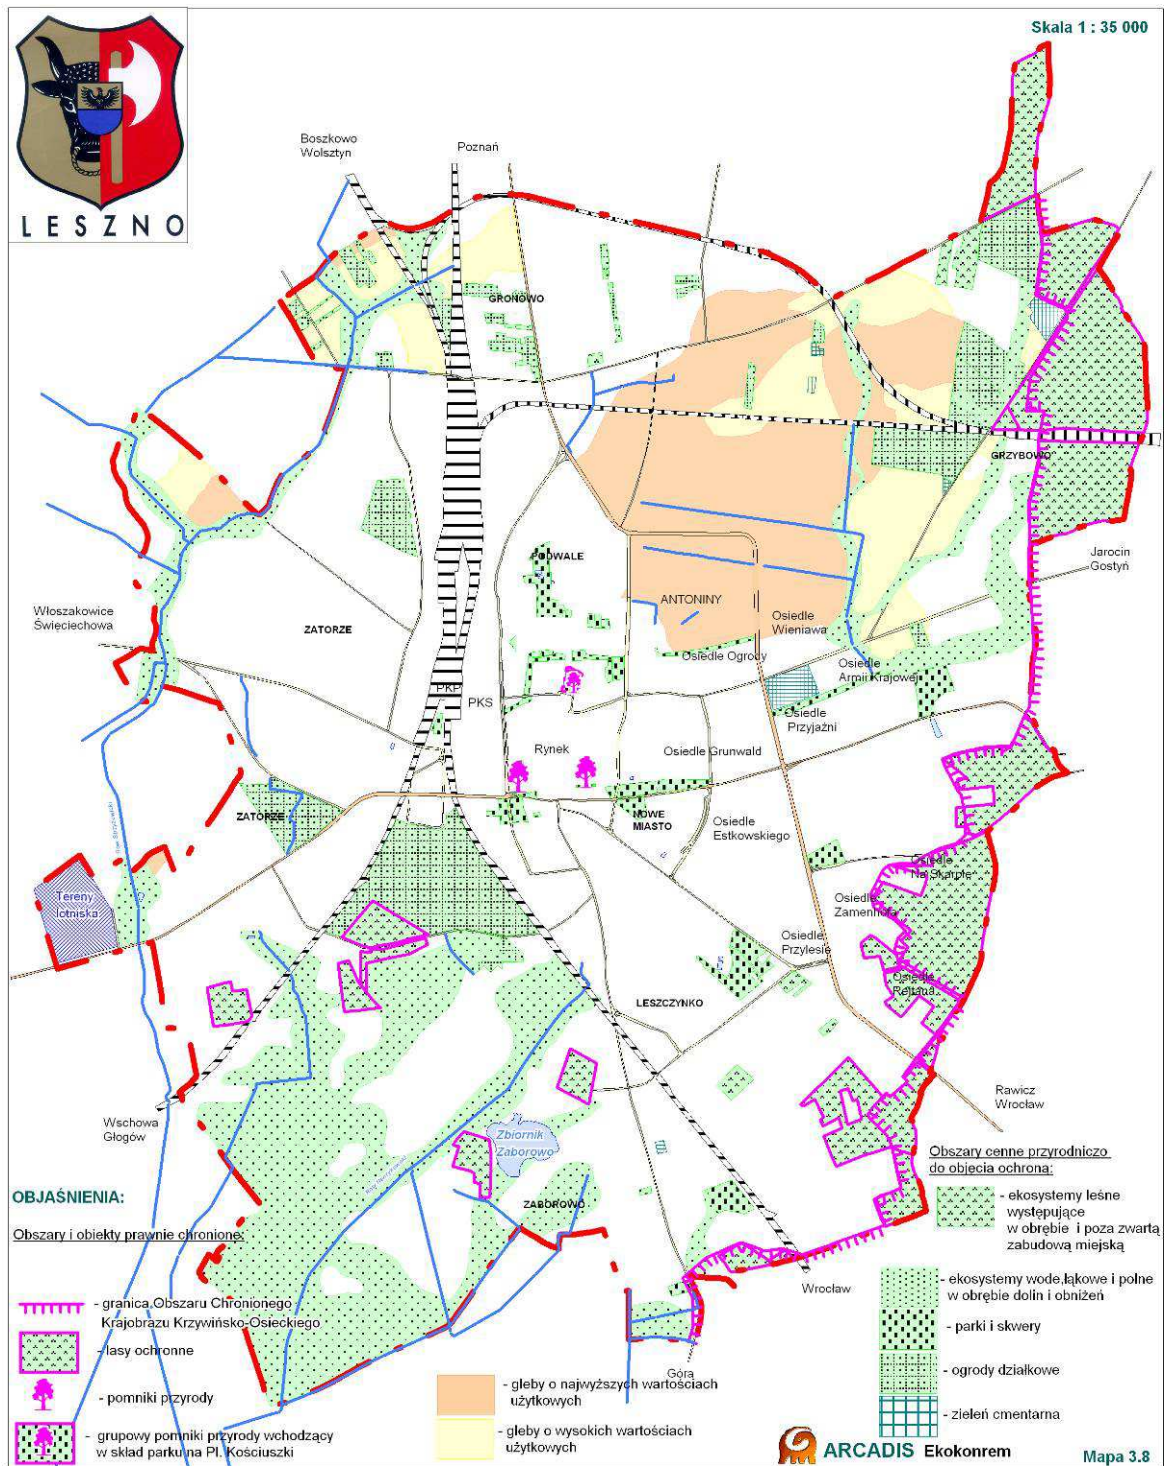 Skala 1 : 35 000
LESZNO
Boszkowo
Wolsztyn
Poznań
GRONOWO
GRZYBOWO
Jarocin
Gostyń
PODWALE
ANTONINY
Włoszakowice
Święciechowa
ZATORZE
Osiedle
Wieniawa
Osiedle Ogrody
Osiedle
Armii Krajowej
PKP
PKS
Osiedle
Przyjaźni
Rynek
Osiedle Grunwald
ZATORZE
NOWE
MIASTO
Osiedle
Estkowskiego
Osiedle
Na Skarpie
Tereny
lotniska
Osiedle
Zamenhofa
Osiedle
Przylesie
Osiedle
Rejtana
LESZCZYNKO
Rawicz
Wrocław
Wschowa
Głogów
Zbiornik
Zaborowo
ZABOROWO
Wrocław
Góra
OBJAŚNIENIA:
Obszary i obiekty prawnie chronione:
- granica Obszaru Chronionego
Krajobrazu Krzywińsko-Osieckiego
- lasy ochronne
- pomniki przyrody
- grupowy pomniki przyrody wchodzący
w skład parku na Pl. Kościuszki
- gleby o najwyższych wartościach
użytkowych
- gleby o wysokich wartościach
użytkowych
Obszary cenne przyrodniczo
do objęcia ochroną:
- ekosystemy leśne
występujące
w obrębie i poza zwartą
zabudową miejską
- ekosystemy wode,łąkowe i polne
w obrębie dolin i obniżeń
- parki i skwery
- ogrody działkowe
- zieleń cmentarna
ARCADIS Ekokonrem
Mapa 3.8